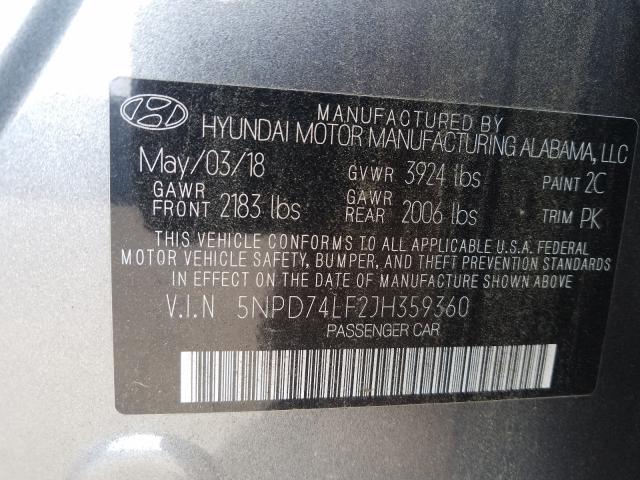 MANUFACTURED BY
HYUNDAI MOTOR MANUFACTURING ALABAMA, LLC
May/03/18 GVWR 3924 lbs PAINT 2C
GAWR FRONT 2183 lbs GAWR REAR 2006 lbs TRIM PK
THIS VEHICLE CONFORMS TO ALL APPLICABLE U.S.A. FEDERAL
MOTOR VEHICLE SAFETY, BUMPER, AND THEFT PREVENTION STANDARDS
IN EFFECT ON THE DATE OF MANUFACTURE SHOWN ABOVE
V.I.N 5NPD74LF2JH359360
PASSENGER CAR